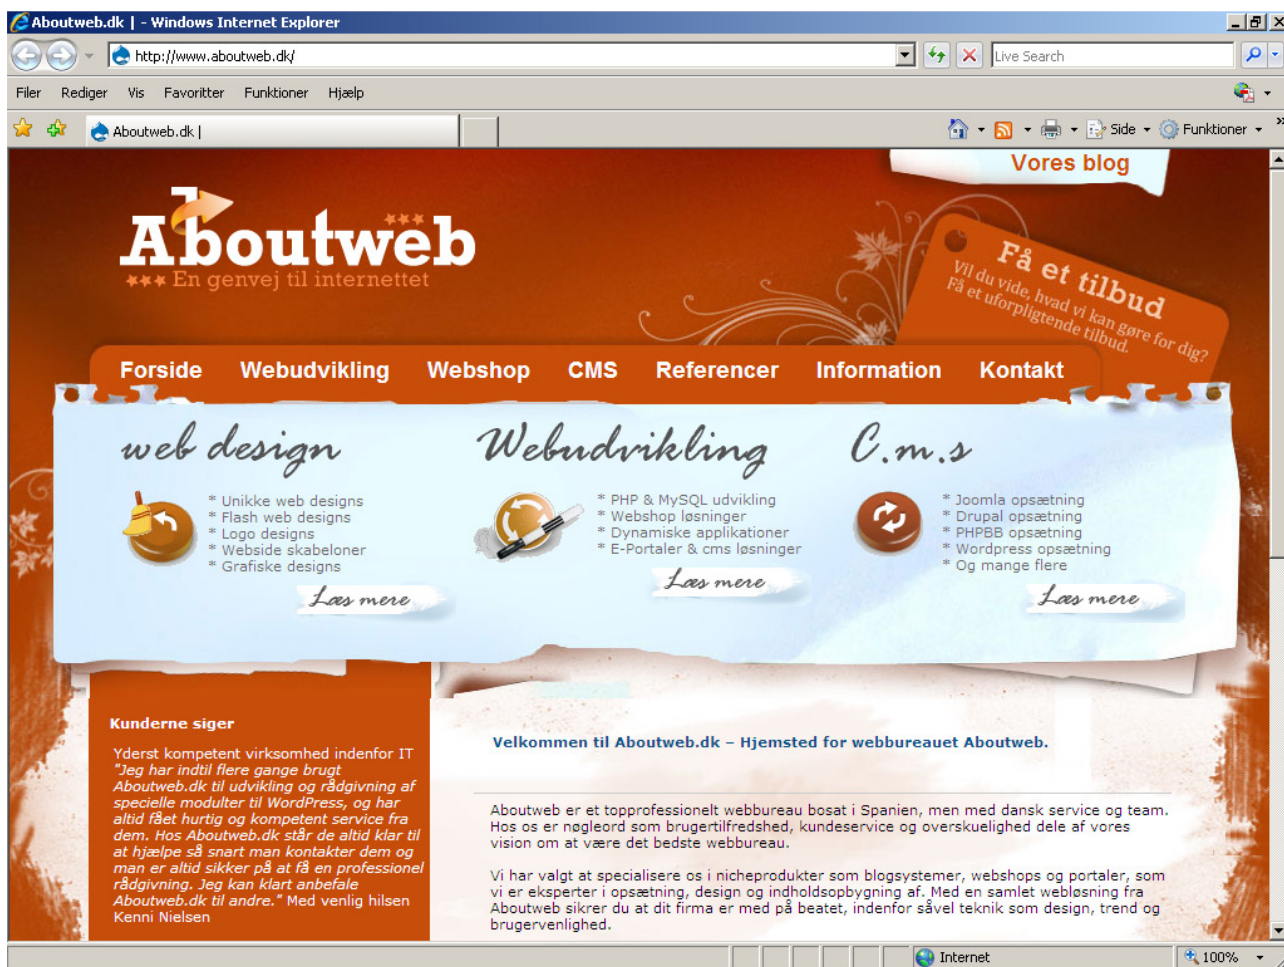 Aboutweb.dk | - Windows Internet Explorer
http://www.aboutweb.dk/
Live Search
Filer Rediger Vis Favoritter Funktioner Hjælp
Aboutweb.dk |
Side
Funktioner
Vores blog
Aboutweb
En genvej til internettet
Få et tilbud
Vil du vide, hvad vi kan gøre for dig?
Få et uforpligtende
tilbud.
Forside Webudvikling Webshop CMS Referencer Information Kontakt
web design
* Unikke web designs
* Flash web designs
* Logo designs
* Webside skabeloner
* Grafiske designs
Læs mere
Webudvikling
* PHP & MySQL udvikling
* Webshop løsninger
* Dynamiske applikationer
* E-Portaler & cms løsninger
Læs mere
C.m.s
* Joomla opsætning
* Drupal opsætning
* PHPBB opsætning
* Wordpress opsætning
* Og mange flere
Læs mere
Kunderne siger
Yderst kompetent virksomhed indenfor IT
"Jeg har indtil flere gange brugt
Aboutweb.dk til udvikling og rådgivning af
specielle modulter til WordPress, og har
altid fået hurtig og kompetent service fra
dem. Hos Aboutweb.dk står de altid klar til
at hjælpe så snart man kontakter dem og
man er altid sikker på at få en professionel
rådgivning. Jeg kan klart anbefale
Aboutweb.dk til andre." Med venlig hilsen
Kenni Nielsen
Velkommen til Aboutweb.dk – Hjemsted for webbureauet Aboutweb.
Aboutweb er et topprofessionelt webbureau bosat i Spanien, men med dansk service og team.
Hos os er nøgleord som brugertilfredshed, kundeservice og overskuelighed dele af vores
vision om at være det bedste webbureau.
Vi har valgt at specialisere os i nicheprodukter som blogsystemer, webshops og portaler, som
vi er eksperter i opsætning, design og indholdsopbygning af. Med en samlet webløsning fra
Aboutweb sikrer du at dit firma er med på beatet, indenfor såvel teknik som design, trend og
brugervenlighed.
Internet
100%